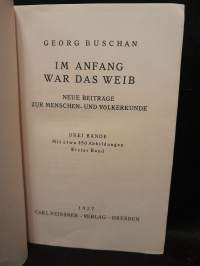 GEORG BUSCHAN
IM ANFANG
WAR DAS WEIB
NEUE BEITRÄGE
ZUR MENSCHEN- UND VÖLKERKUNDE
DREI BÄNDE
Mit etwa 350 Abbildungen
Erster Band
1927
CARL REISSNER - VERLAG - DRESDEN